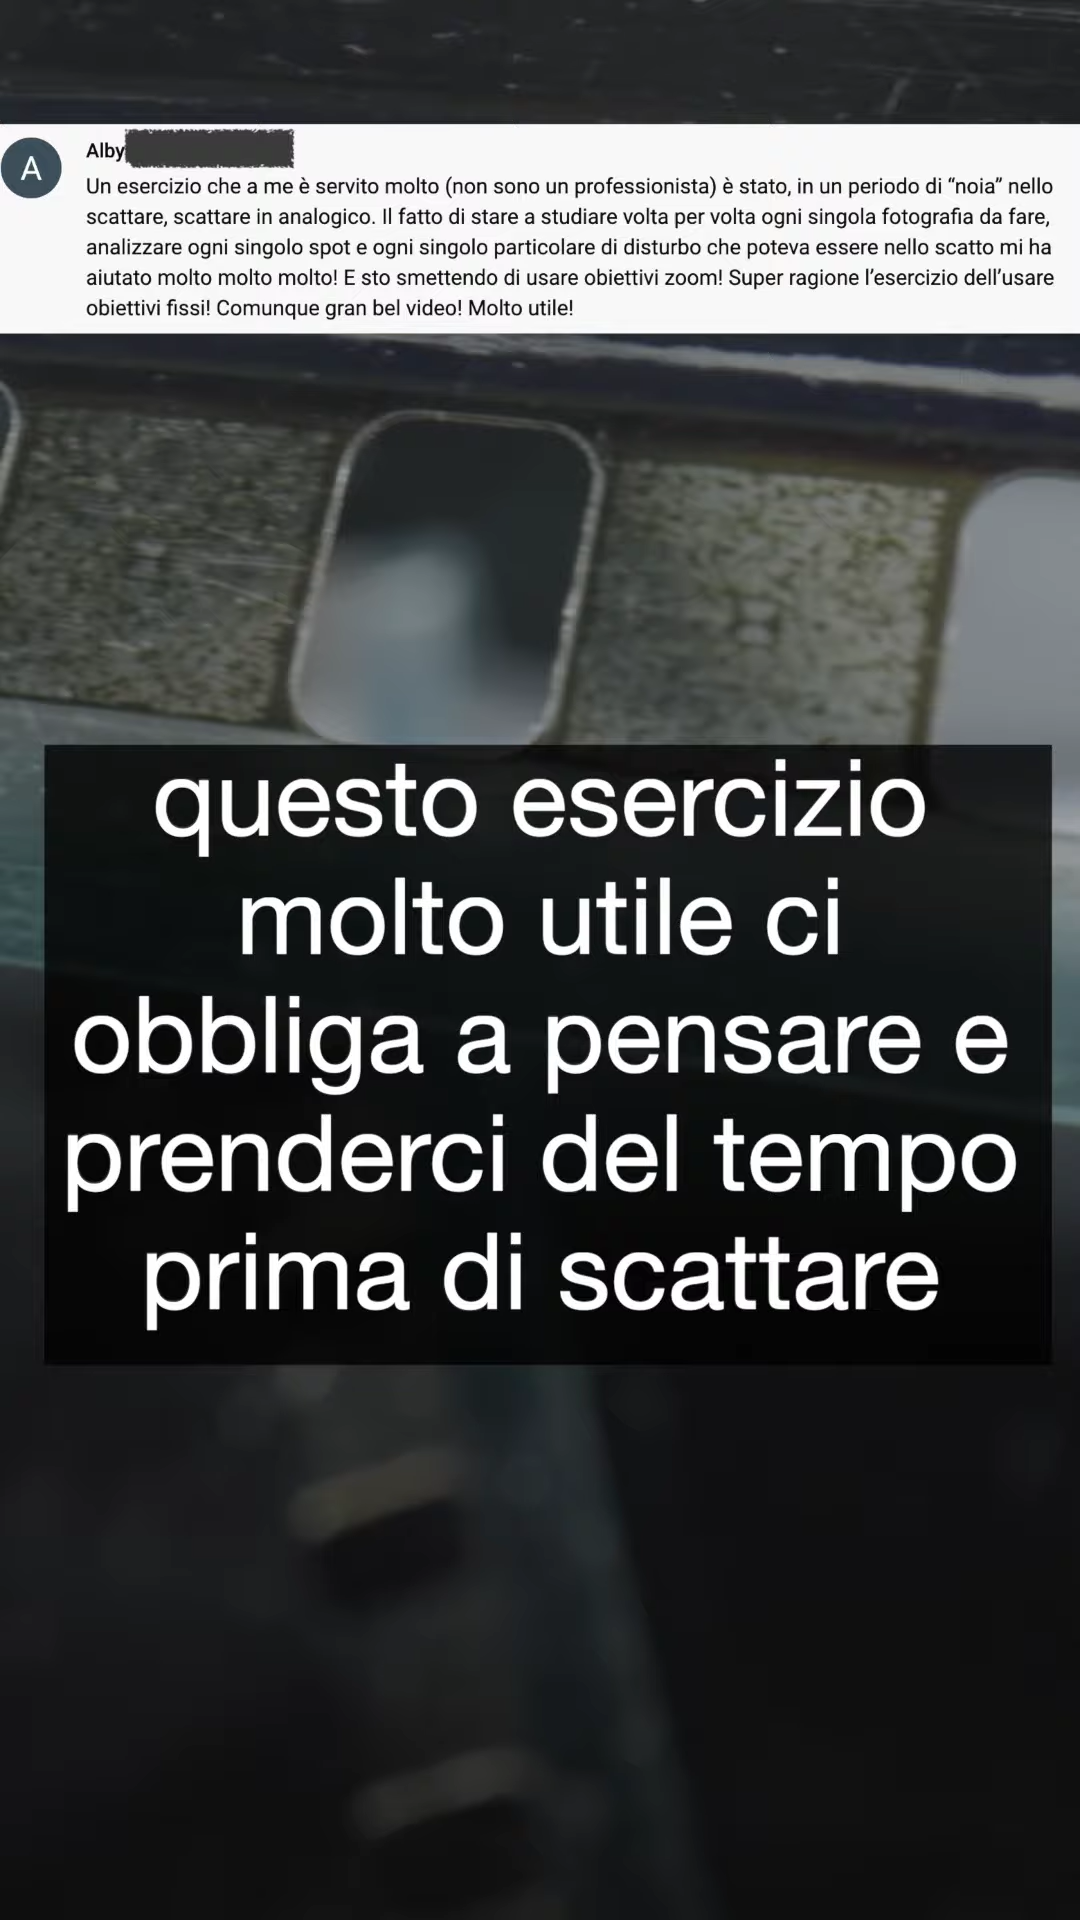 A
Alby
Un esercizio che a me è servito molto (non sono un professionista) è stato, in un periodo di “noia” nello
scattare, scattare in analogico. Il fatto di stare a studiare volta per volta ogni singola fotografia da fare,
analizzare ogni singolo spot e ogni singolo particolare di disturbo che poteva essere nello scatto mi ha
aiutato molto molto molto! E sto smettendo di usare obiettivi zoom! Super ragione l’esercizio dell’usare
obiettivi fissi! Comunque gran bel video! Molto utile!
questo esercizio
molto utile ci
obbliga a pensare e
prenderci del tempo
prima di scattare